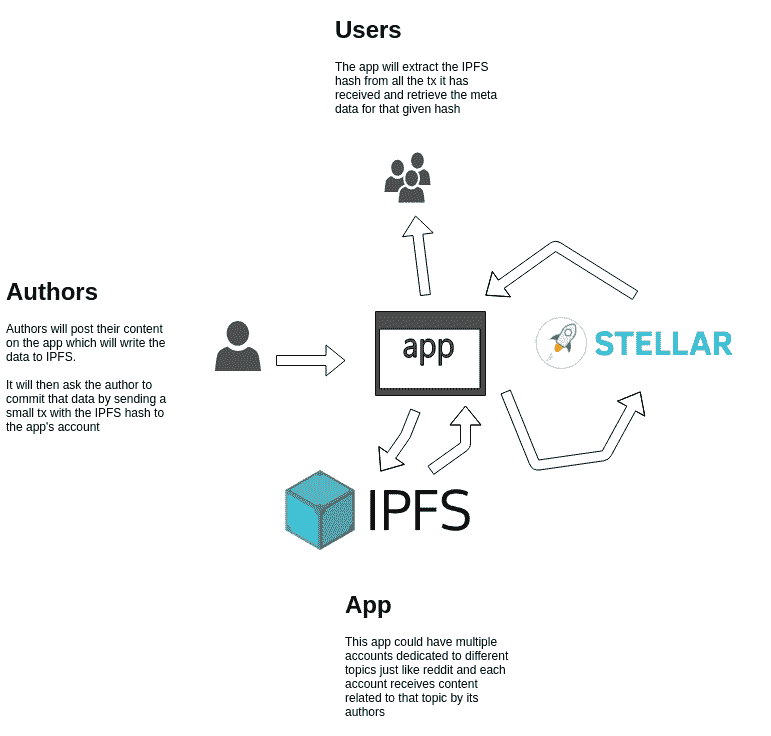 Users
The app will extract the IPFS
hash from all the tx it has
received and retrieve the meta
data for that given hash
Authors
Authors will post their content
on the app which will write the
data to IPFS.
It will then ask the author to
commit that data by sending a
small tx with the IPFS hash to
the app's account
app
STELLAR
IPFS
App
This app could have multiple
accounts dedicated to different
topics just like reddit and each
account receives content
related to that topic by its
authors